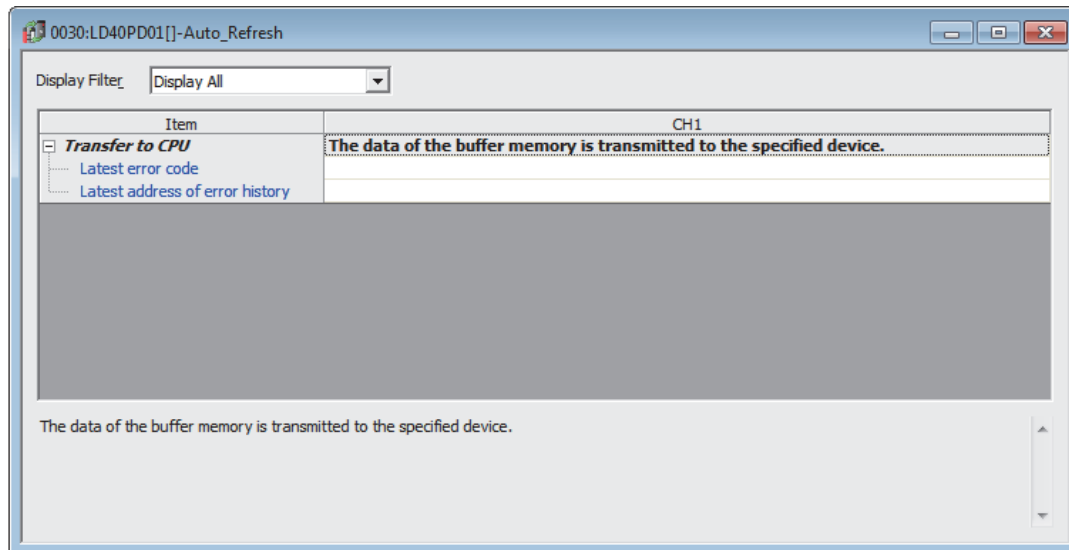 0030:LD40PD01[]-Auto_Refresh
Display Filter Display All
Item CH1
Transfer to CPU The data of the buffer memory is transmitted to the specified device.
Latest error code
Latest address of error history
The data of the buffer memory is transmitted to the specified device.